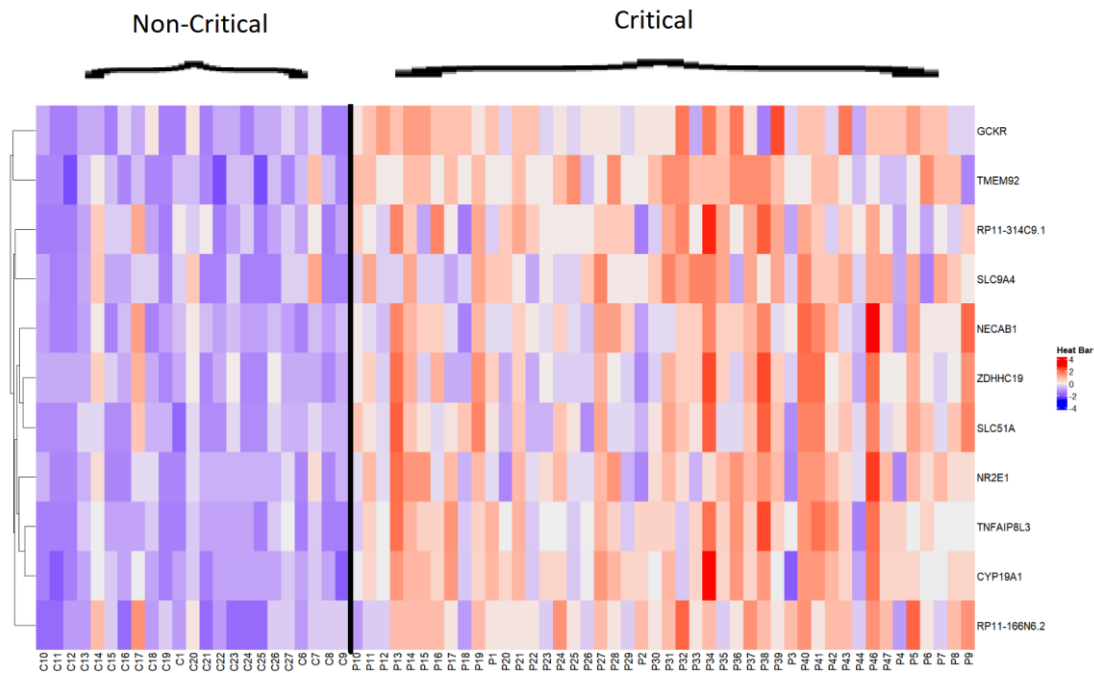 Non-Critical
Critical
GCKR
TMEM92
RP11-314C9.1
SLC9A4
NECAB1
ZDHHC19
SLC51A
NR2E1
TNFAIP8L3
CYP19A1
RP11-166N6.2
Heat Bar
4
2
0
-2
-4
C10 C11 C12 C13 C14 C15 C16 C17 C18 C19 C1 C20 C21 C22 C23 C24 C25 C26 C27 C6 C7 C8 C9 P10 P11 P12 P13 P14 P15 P16 P17 P18 P19 P1 P20 P21 P22 P23 P24 P25 P26 P27 P28 P29 P2 P30 P31 P32 P33 P34 P35 P36 P37 P38 P39 P3 P40 P41 P42 P43 P44 P46 P47 P4 P5 P6 P7 P8 P9